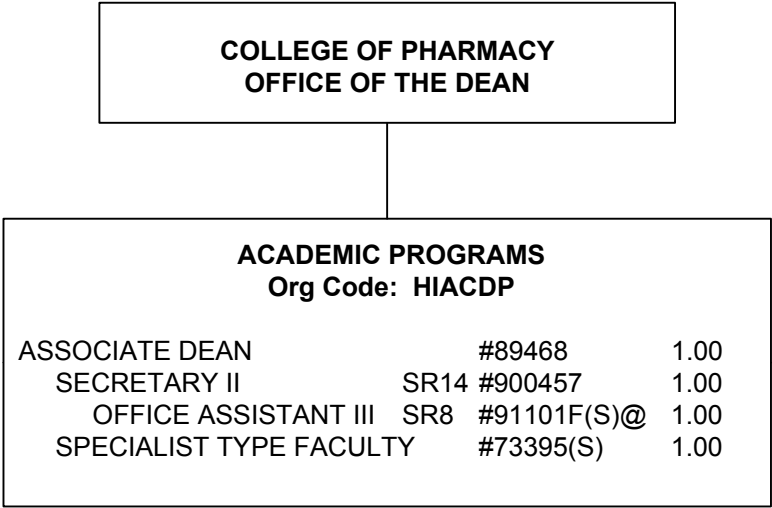 COLLEGE OF PHARMACY
OFFICE OF THE DEAN
ACADEMIC PROGRAMS
Org Code: HIACDP
ASSOCIATE DEAN #89468 1.00
SECRETARY II SR14 #900457 1.00
OFFICE ASSISTANT III SR8 #91101F(S)@ 1.00
SPECIALIST TYPE FACULTY #73395(S) 1.00